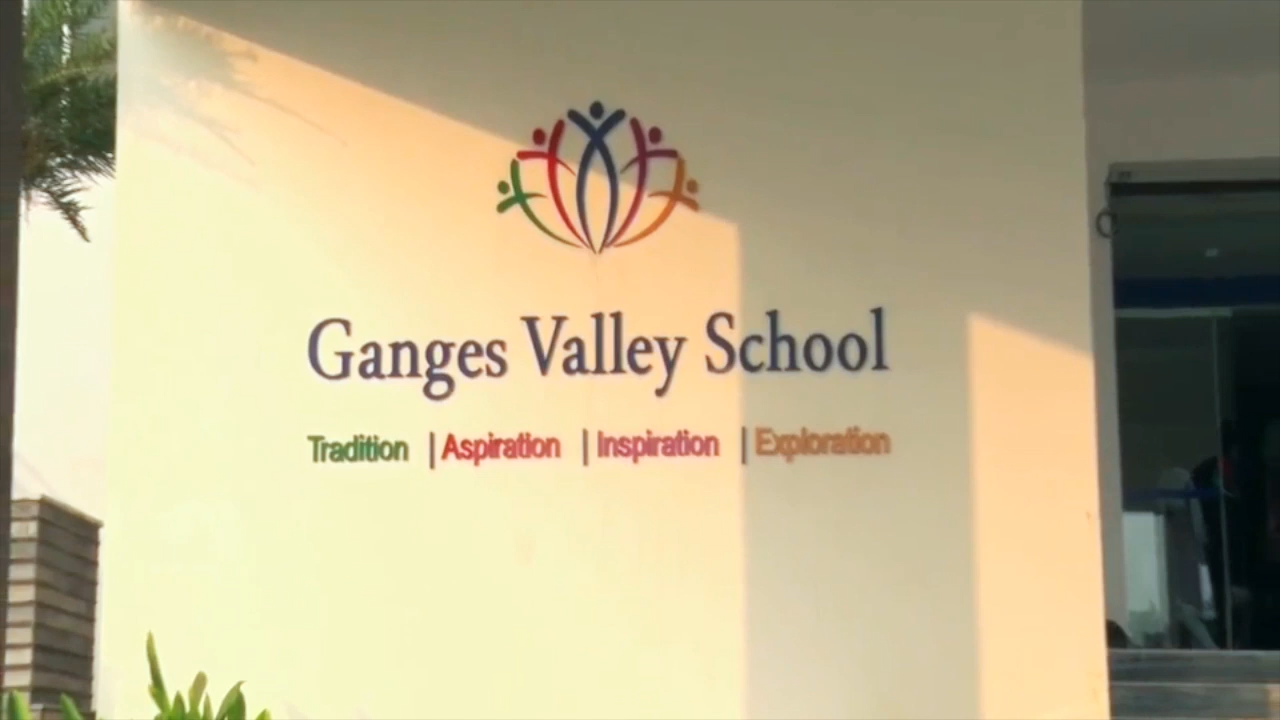 Ganges Valley School
Tradition | Aspiration | Inspiration | Exploration